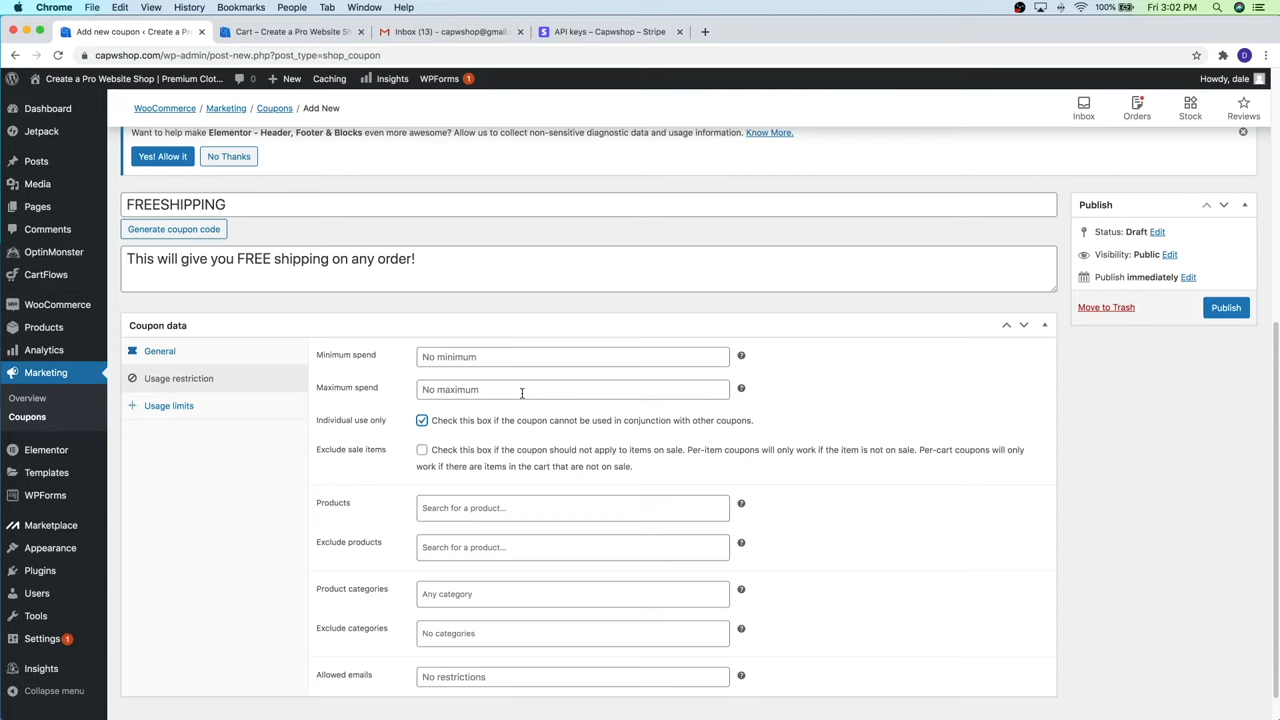 Chrome File Edit View History Bookmarks People Tab Window Help
100% Fri 3:02 PM
Add new coupon ‹ Create a Pr
Cart – Create a Pro Website Sh
Inbox (13) - capwshop@gmail.c
API keys – Capwshop – Stripe
capwshop.com/wp-admin/post-new.php?post_type=shop_coupon
D
Create a Pro Website Shop | Premium Clot…
0
New
Caching
Insights
WPForms 1
Howdy, dale
WooCommerce / Marketing / Coupons / Add New
Inbox
Orders
Stock
Reviews
Dashboard
Jetpack
Posts
Media
Pages
Comments
OptinMonster
CartFlows
WooCommerce
Products
Analytics
Marketing
Overview
Coupons
Elementor
Templates
WPForms
Marketplace
Appearance
Plugins
Users
Tools
Settings 1
Insights
Collapse menu
Want to help make Elementor - Header, Footer & Blocks even more awesome? Allow us to collect non-sensitive diagnostic data and usage information. Know More.
Yes! Allow it
No Thanks
FREESHIPPING
Generate coupon code
This will give you FREE shipping on any order!
Publish
Status: Draft Edit
Visibility: Public Edit
Publish immediately Edit
Move to Trash
Publish
Coupon data
General
Usage restriction
Usage limits
Minimum spend
No minimum
Maximum spend
No maximum
Individual use only
Check this box if the coupon cannot be used in conjunction with other coupons.
Exclude sale items
Check this box if the coupon should not apply to items on sale. Per-item coupons will only work if the item is not on sale. Per-cart coupons will only
work if there are items in the cart that are not on sale.
Products
Search for a product…
Exclude products
Search for a product…
Product categories
Any category
Exclude categories
No categories
Allowed emails
No restrictions